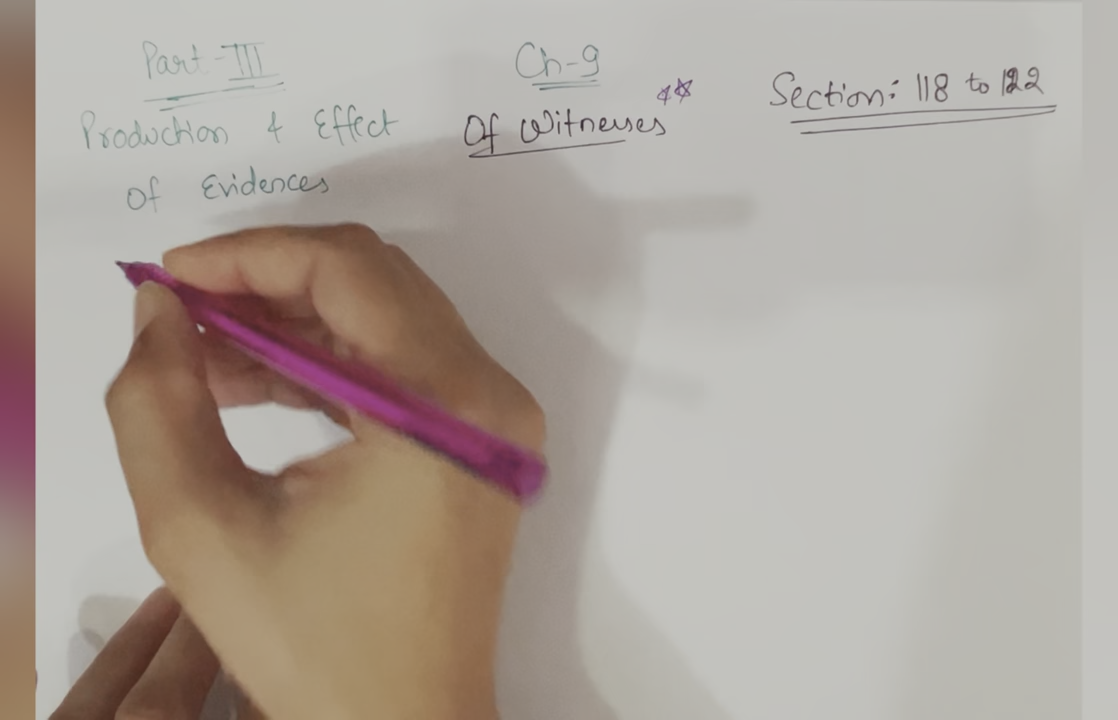 Part-III
Production & Effect
Of Evidences
Ch-9
Of Witnesses
Section: 118 to 122